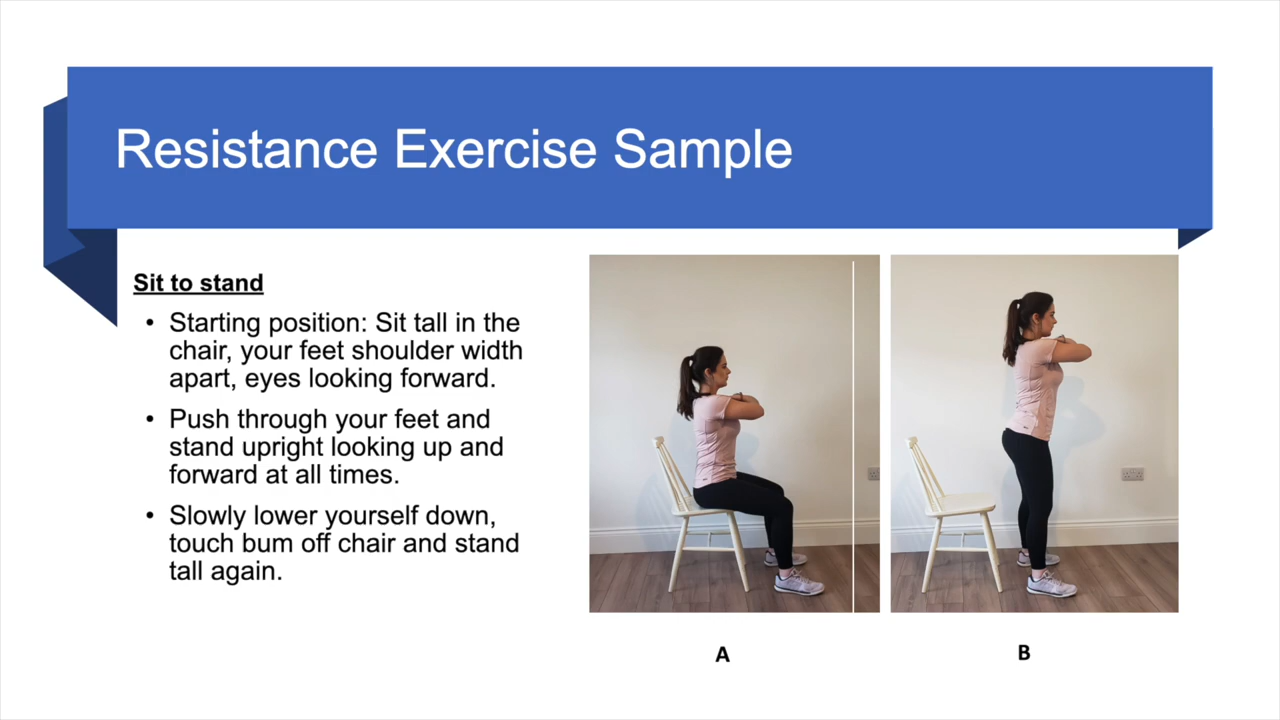 Resistance Exercise Sample
Sit to stand
• Starting position: Sit tall in the
chair, your feet shoulder width
apart, eyes looking forward.
• Push through your feet and
stand upright looking up and
forward at all times.
• Slowly lower yourself down,
touch bum off chair and stand
tall again.
A
B